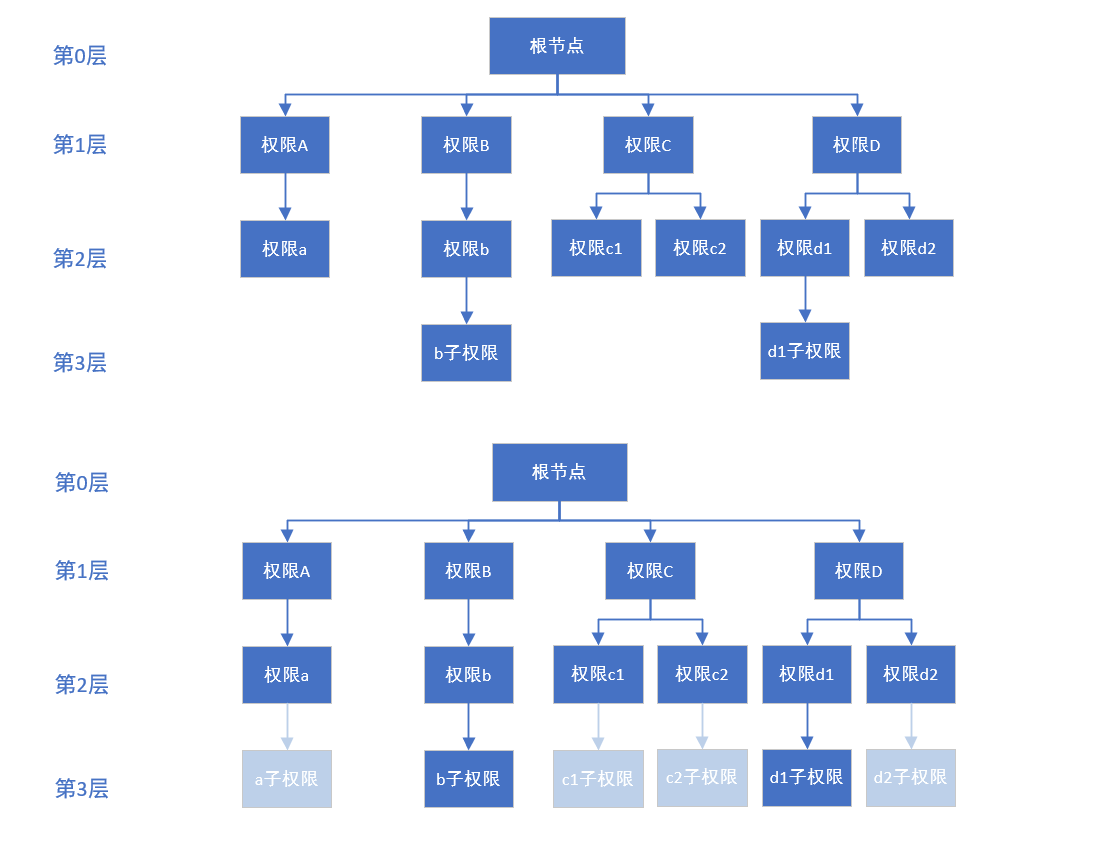 第0层
根节点
第1层
权限A
权限B
权限C
权限D
第2层
权限a
权限b
权限c1
权限c2
权限d1
权限d2
第3层
b子权限
d1子权限
第0层
根节点
第1层
权限A
权限B
权限C
权限D
第2层
权限a
权限b
权限c1
权限c2
权限d1
权限d2
第3层
a子权限
b子权限
c1子权限
c2子权限
d1子权限
d2子权限